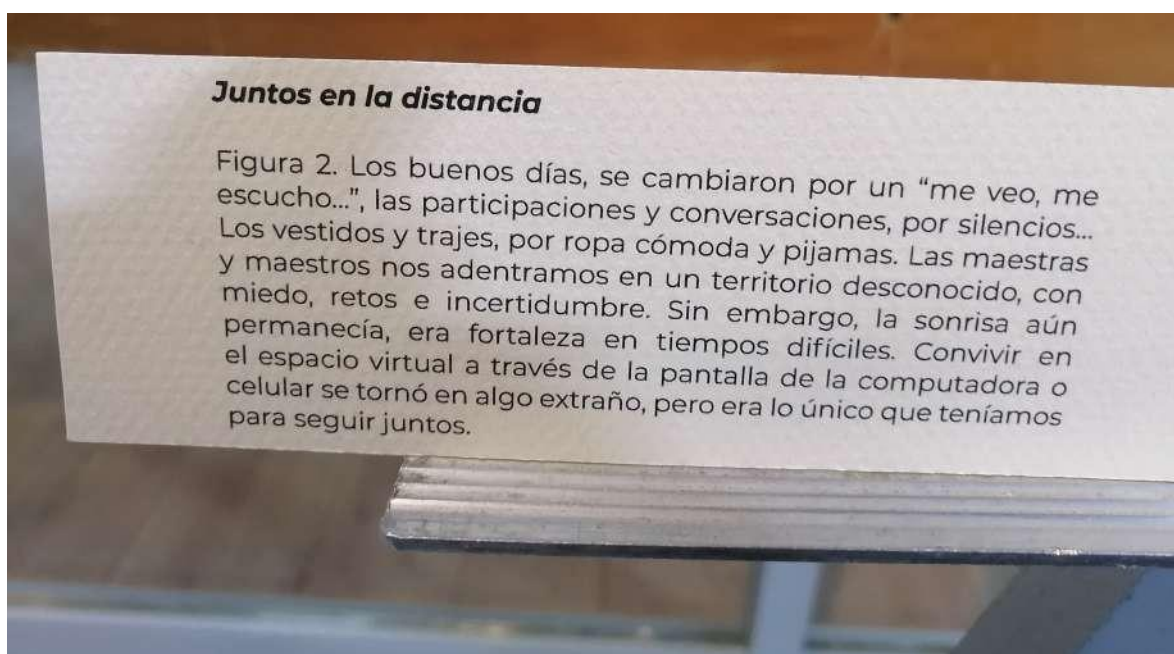 Juntos en la distancia
Figura 2. Los buenos días, se cambiaron por un “me veo, me
escucho...”, las participaciones y conversaciones, por silencios...
Los vestidos y trajes, por ropa cómoda y pijamas. Las maestras
y maestros nos adentramos en un territorio desconocido, con
miedo, retos e incertidumbre. Sin embargo, la sonrisa aún
permanecía, era fortaleza en tiempos difíciles. Convivir en
el espacio virtual a través de la pantalla de la computadora o
celular se tornó en algo extraño, pero era lo único que teníamos
para seguir juntos.